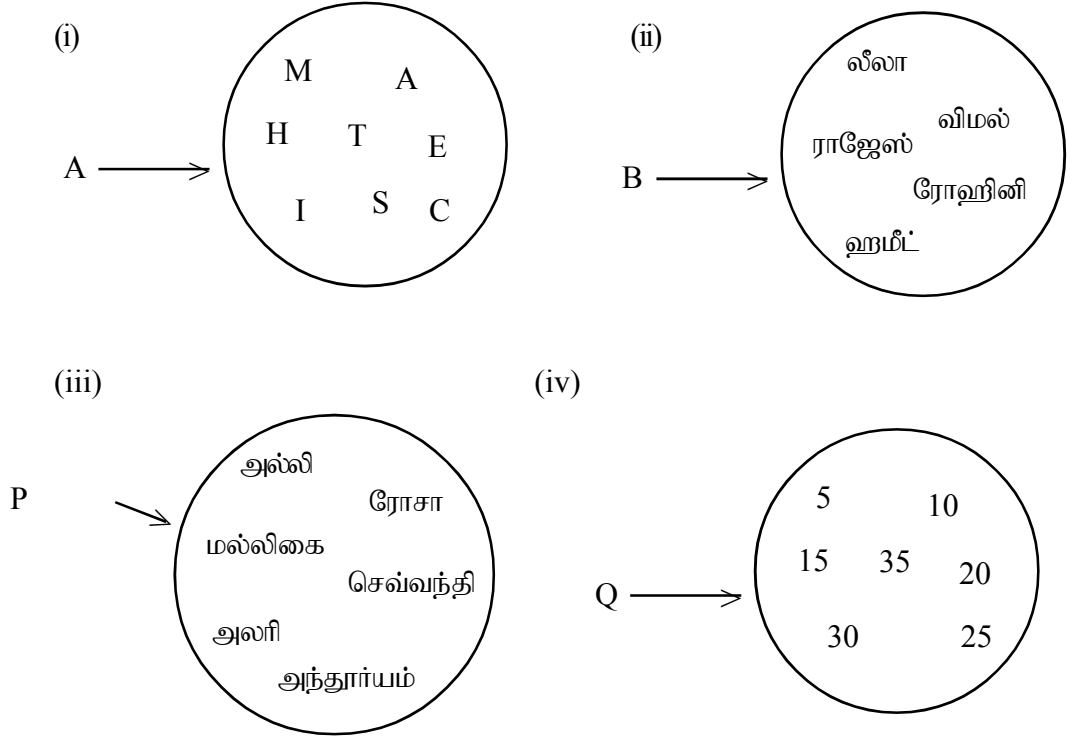 (i)
M A
H T E
I S C
A
(ii)
லீலா
விமல்
ராஜேஸ்
ரோஹினி
ஹமீட்
B
(iii)
அல்லி
ரோசா
மல்லிகை
செவ்வந்தி
அலரி
அந்தூர்யம்
P
(iv)
5 10
15 35 20
30 25
Q